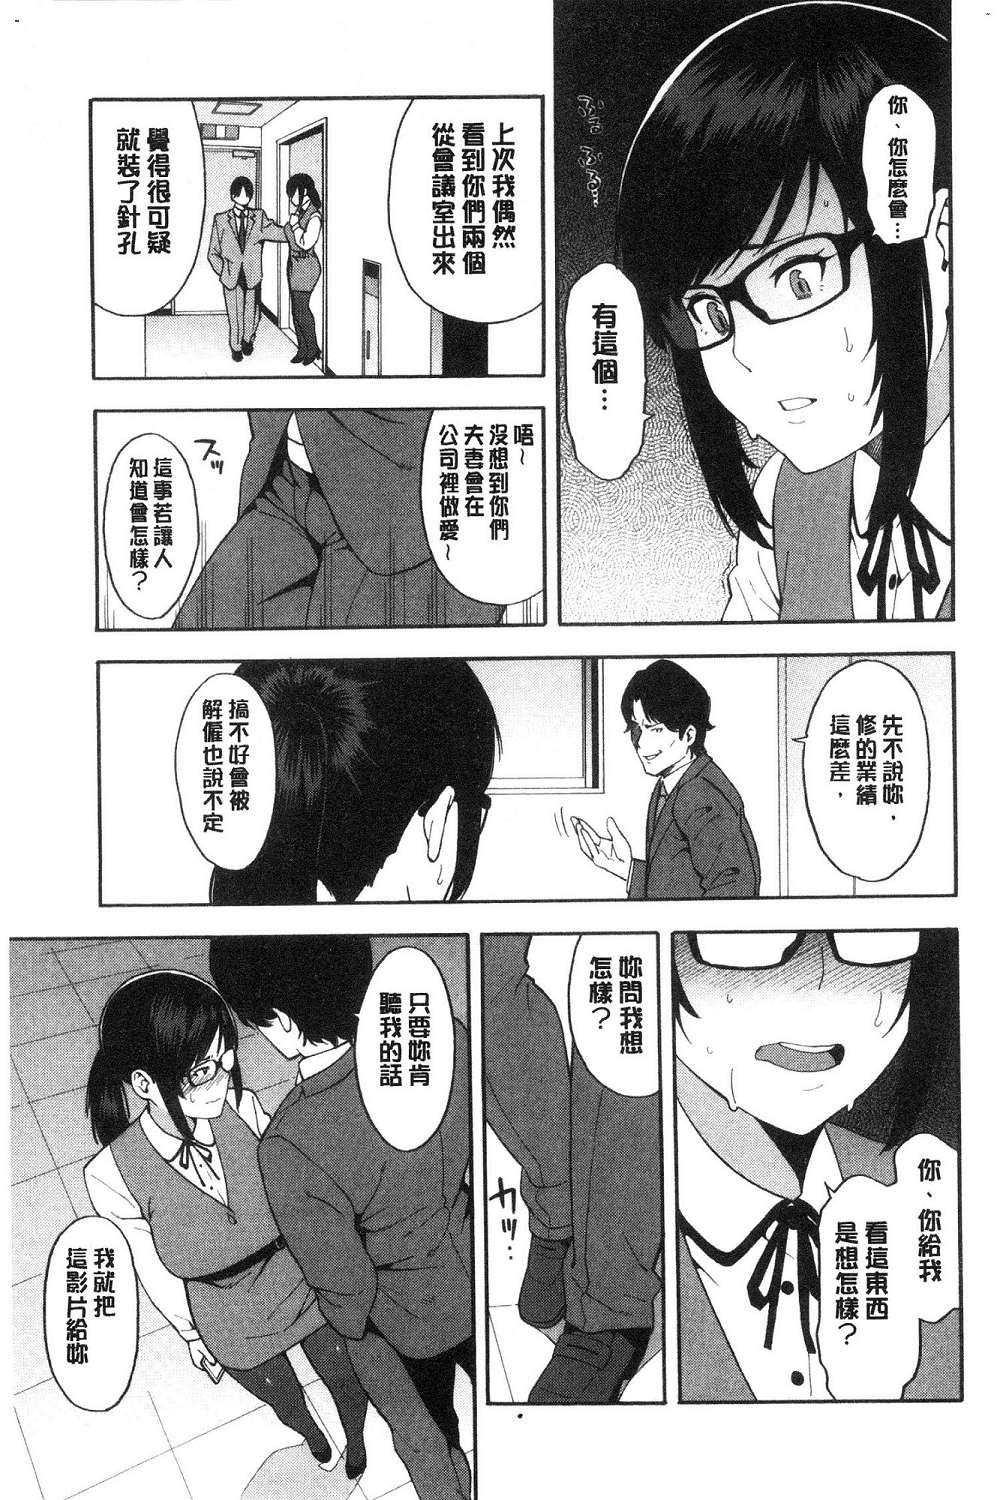 你、你怎麼會…
ぶる
ぶる…
有這個…
上次我偶然
看到你們兩個
從會議室出來
覺得很可疑
就裝了針孔
唔~
沒想到你們
夫妻會在
公司裡做愛~
這事若讓人
知道會怎樣？
スッ
先不說妳，
修的業績
這麼差，
搞不好會被
解僱也說不定
你、你給我
看這東西
是想怎樣？
妳問我想
怎樣？
カッ…
只要妳肯
聽我的話
我就把
這影片給妳